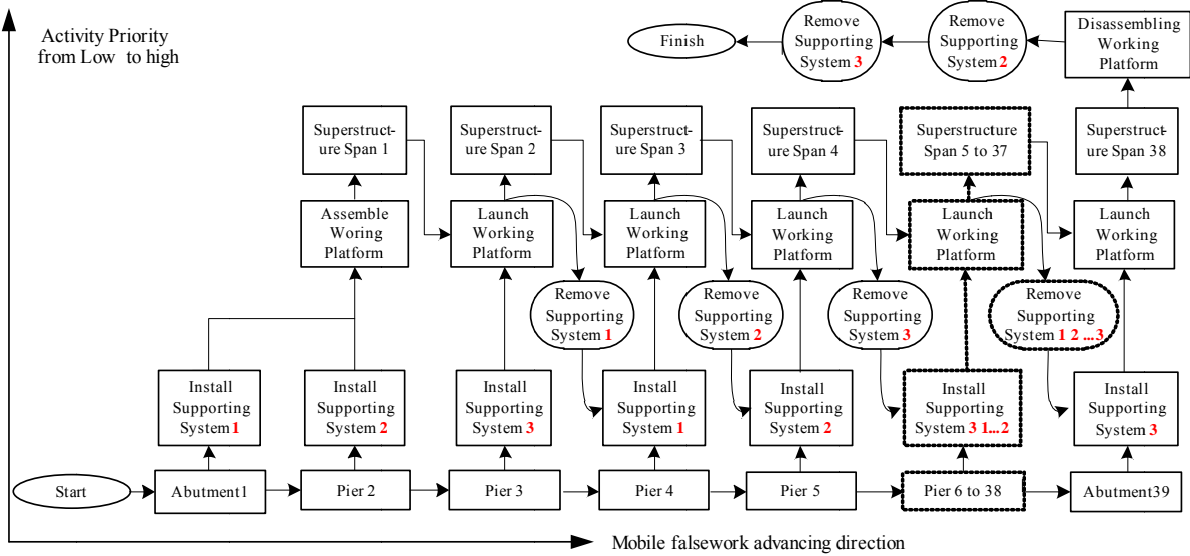 Activity Priority
from Low to high
Finish
Remove
Supporting
System 3
Remove
Supporting
System 2
Disassembling
Working
Platform
Superstruct-
ure Span 1
Superstruct-
ure Span 2
Superstruct-
ure Span 3
Superstruct-
ure Span 4
Superstructure
Span 5 to 37
Superstruct-
ure Span 38
Assemble
Woring
Platform
Launch
Working
Platform
Launch
Working
Platform
Launch
Working
Platform
Launch
Working
Platform
Launch
Working
Platform
Remove
Supporting
System 1
Remove
Supporting
System 2
Remove
Supporting
System 3
Remove
Supporting
System 1 2 ...3
Install
Supporting
System 1
Install
Supporting
System 2
Install
Supporting
System 3
Install
Supporting
System 1
Install
Supporting
System 2
Install
Supporting
System 3 1...2
Install
Supporting
System 3
Start
Abutment1
Pier 2
Pier 3
Pier 4
Pier 5
Pier 6 to 38
Abutment39
Mobile falsework advancing direction